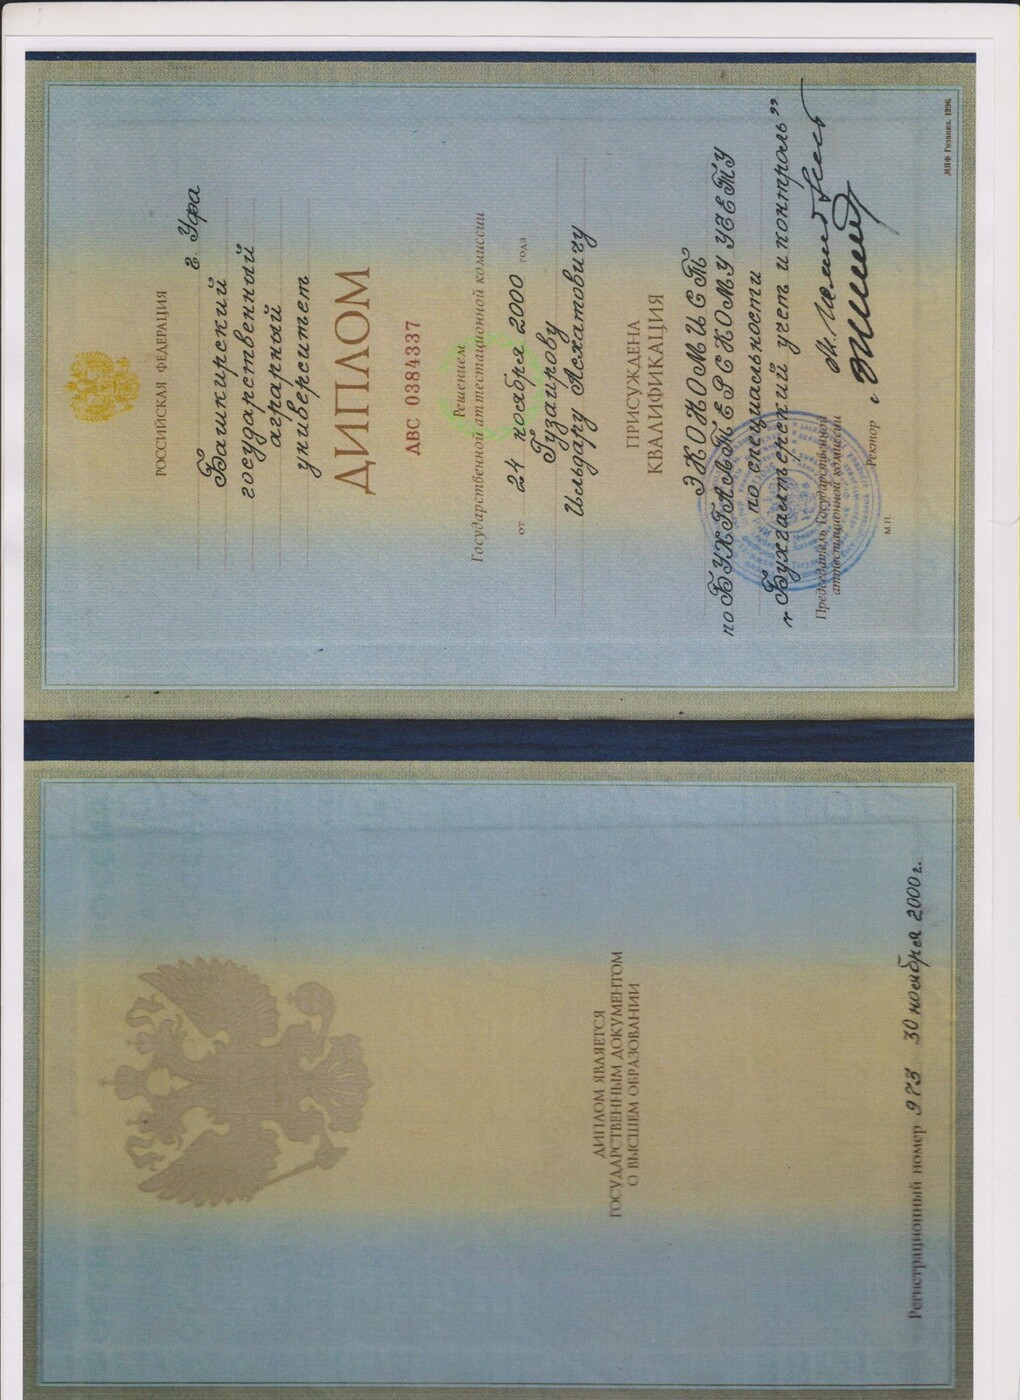 ДИПЛОМ ЯВЛЯЕТСЯ
ГОСУДАРСТВЕННЫМ ДОКУМЕНТОМ
О ВЫСШЕМ ОБРАЗОВАНИИ
Регистрационный номер 973 30 ноября 2000 г.
РОССИЙСКАЯ ФЕДЕРАЦИЯ
г. Уфа
Башкирский
государственный
аграрный
университет
ДИПЛОМ
АВС 0384337
Решением
Государственной аттестационной комиссии
от 24 ноября 2000 года
Гузаирову
Ильдару Асхатовичу
ПРИСУЖДЕНА
КВАЛИФИКАЦИЯ
ЭКОНОМИСТ
по БУХГАЛТЕРСКОМУ УЧЕТУ
по специальности
"Бухгалтерский учет и контроль"
Председатель Государственной
аттестационной комиссии
Ректор
М.П.
МПФ Гознака. 1996.